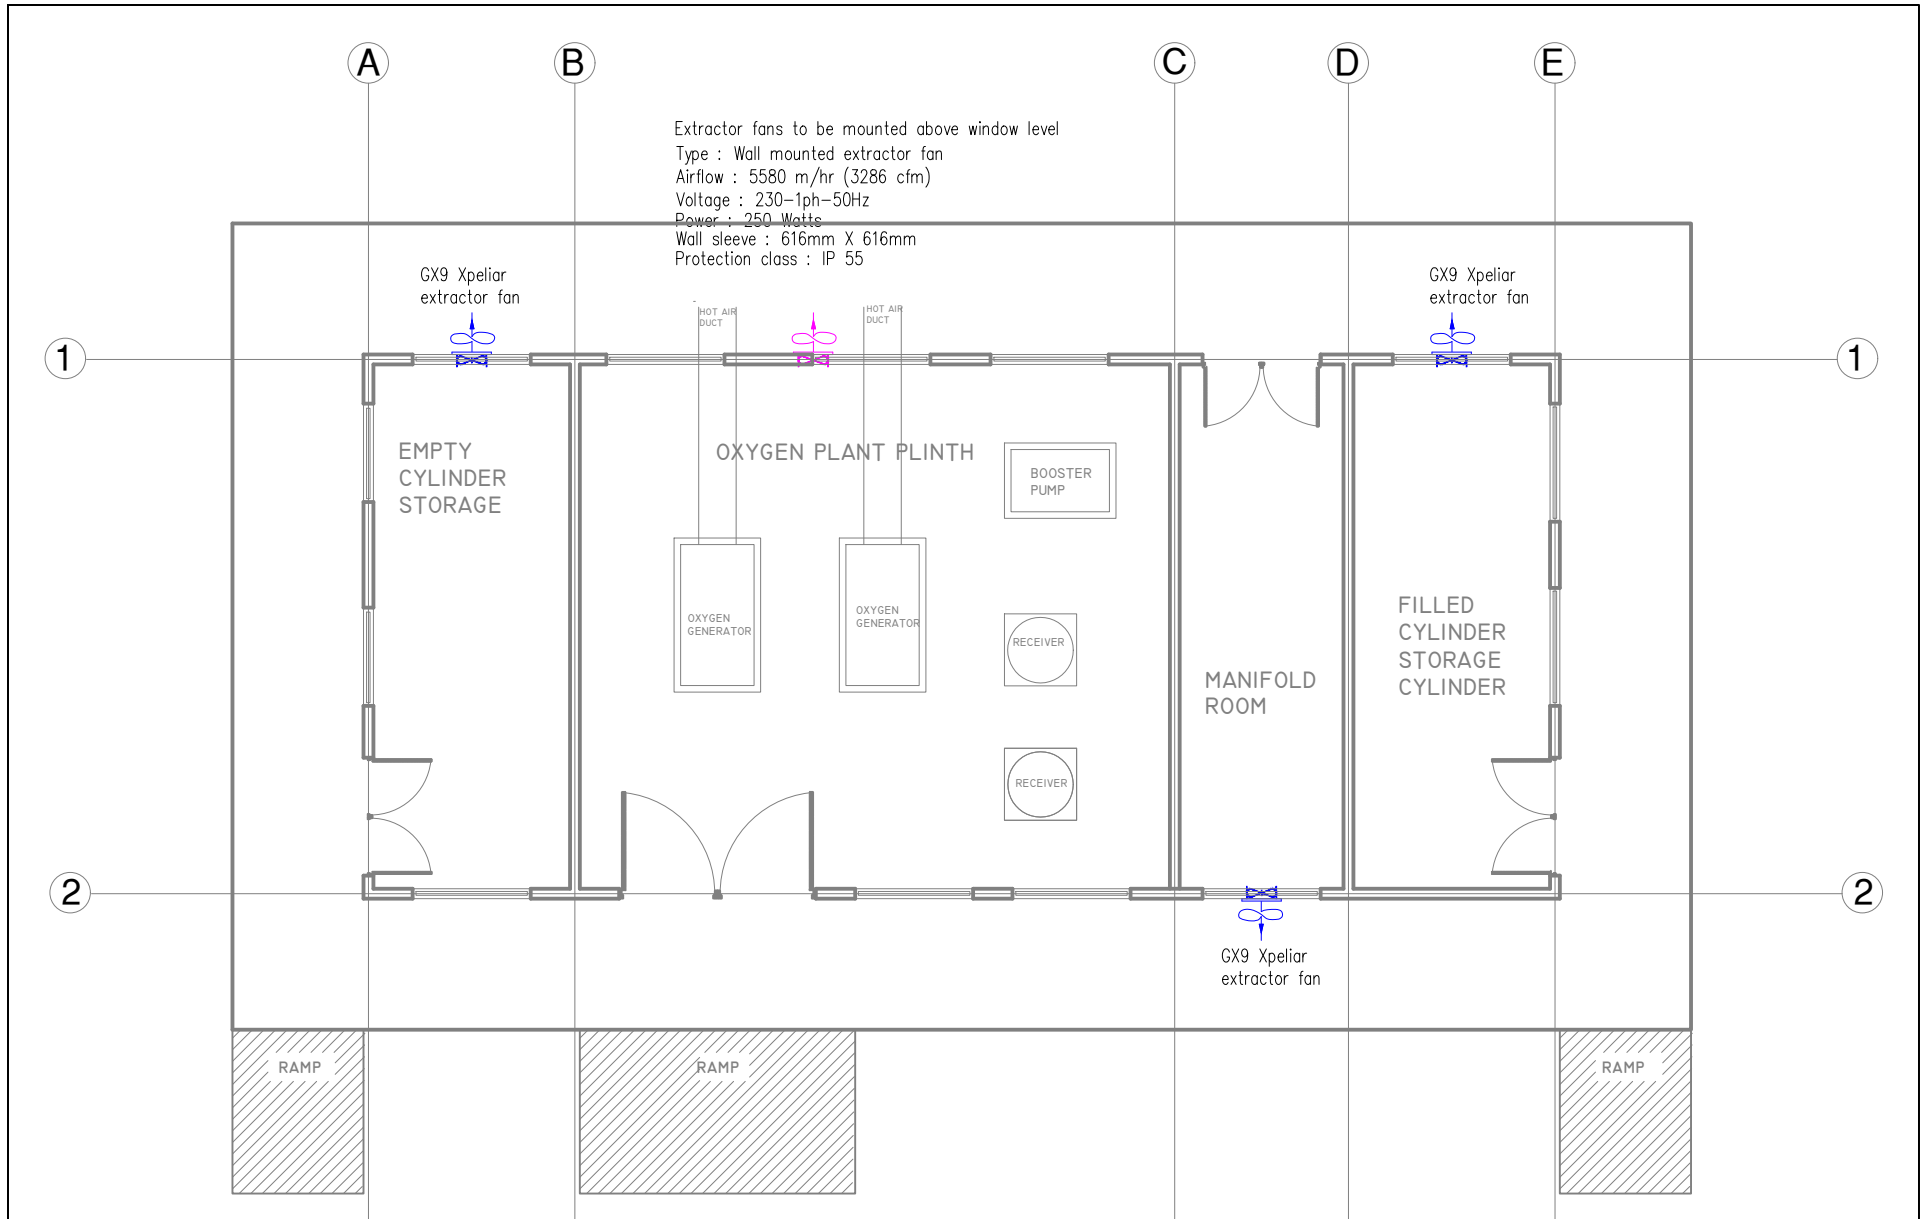 A
B
C
D
E
Extractor fans to be mounted above window level
Type : Wall mounted extractor fan
Airflow : 5580 m/hr (3286 cfm)
Voltage : 230-1ph-50Hz
Power : 250 Watts
Wall sleeve : 616mm X 616mm
Protection class : IP 55
GX9 Xpeliar
extractor fan
GX9 Xpeliar
extractor fan
HOT AIR
DUCT
HOT AIR
DUCT
1
1
EMPTY
CYLINDER
STORAGE
OXYGEN PLANT PLINTH
BOOSTER
PUMP
OXYGEN
GENERATOR
OXYGEN
GENERATOR
RECEIVER
RECEIVER
MANIFOLD
ROOM
FILLED
CYLINDER
STORAGE
CYLINDER
2
2
GX9 Xpeliar
extractor fan
RAMP
RAMP
RAMP